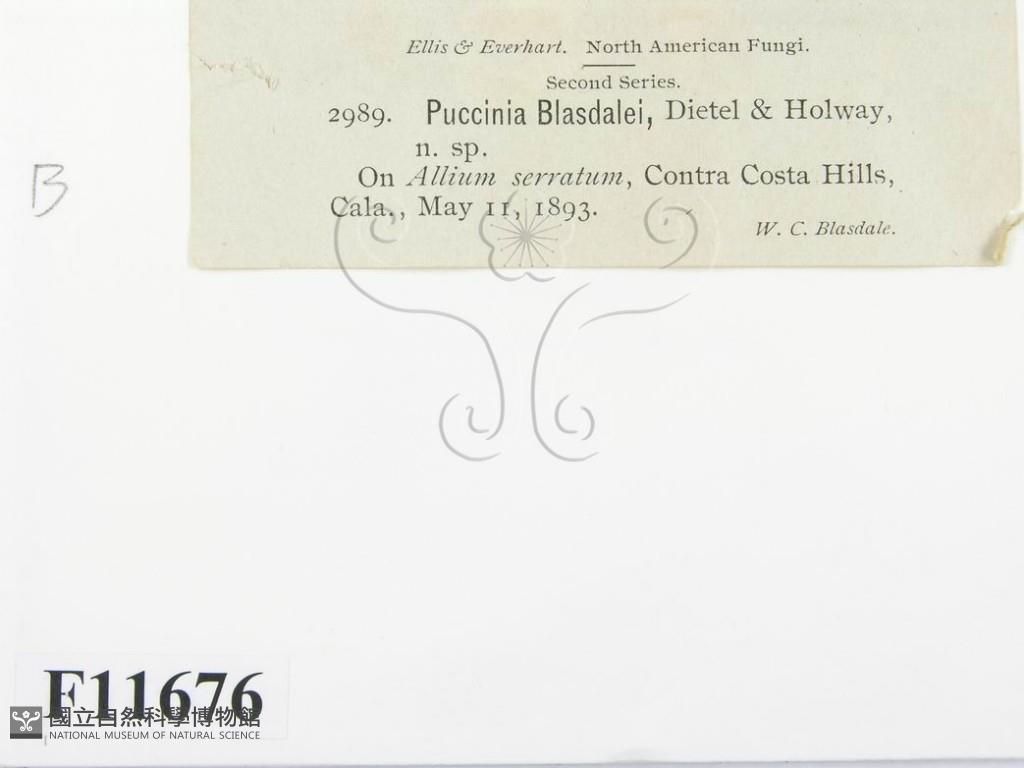 Ellis & Everhart. North American Fungi.
Second Series.
2989. Puccinia Blasdalei, Dietel & Holway,
n. sp.
On Allium serratum, Contra Costa Hills,
Cala., May 11, 1893.
W. C. Blasdale.
B
F11676
國立自然科學博物館
NATIONAL MUSEUM OF NATURAL SCIENCE